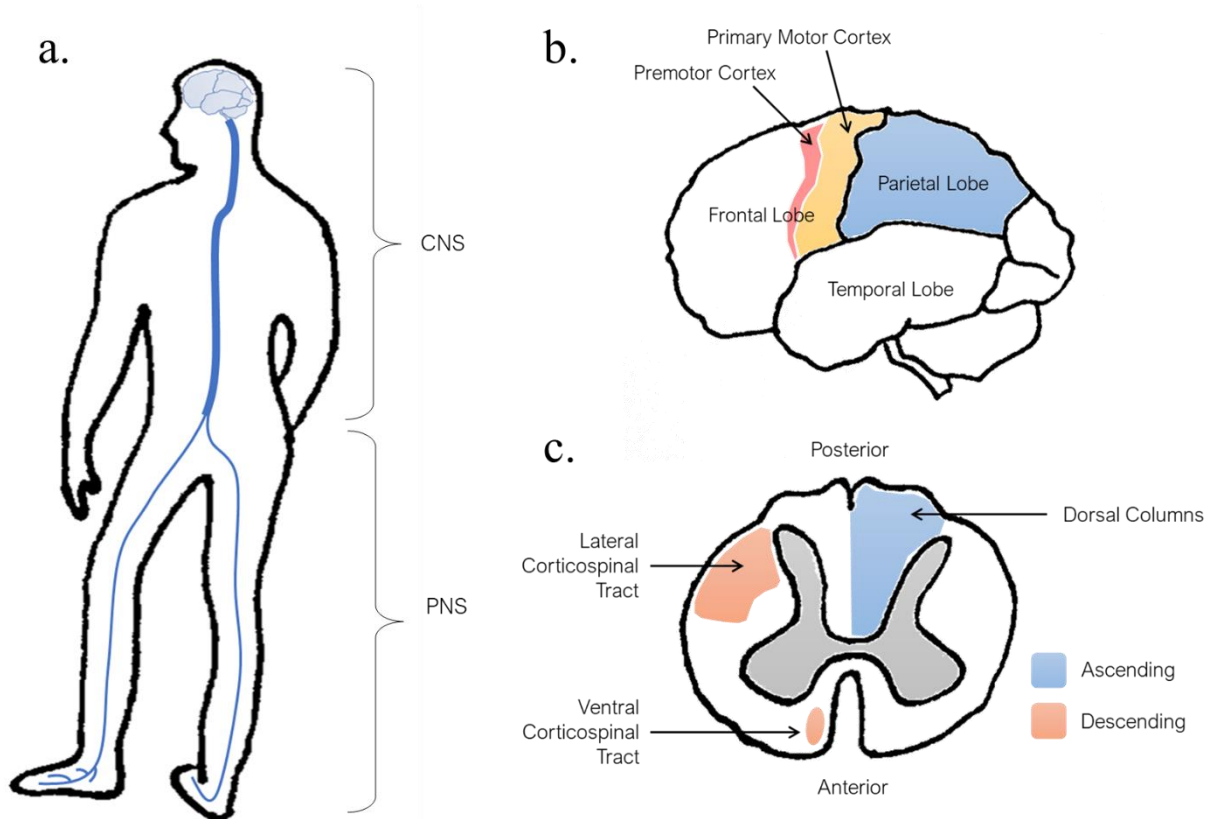 a.
CNS
PNS
b.
Primary Motor Cortex
Premotor Cortex
Parietal Lobe
Frontal Lobe
Temporal Lobe
c.
Posterior
Dorsal Columns
Lateral
Corticospinal
Tract
Ascending
Descending
Ventral
Corticospinal
Tract
Anterior